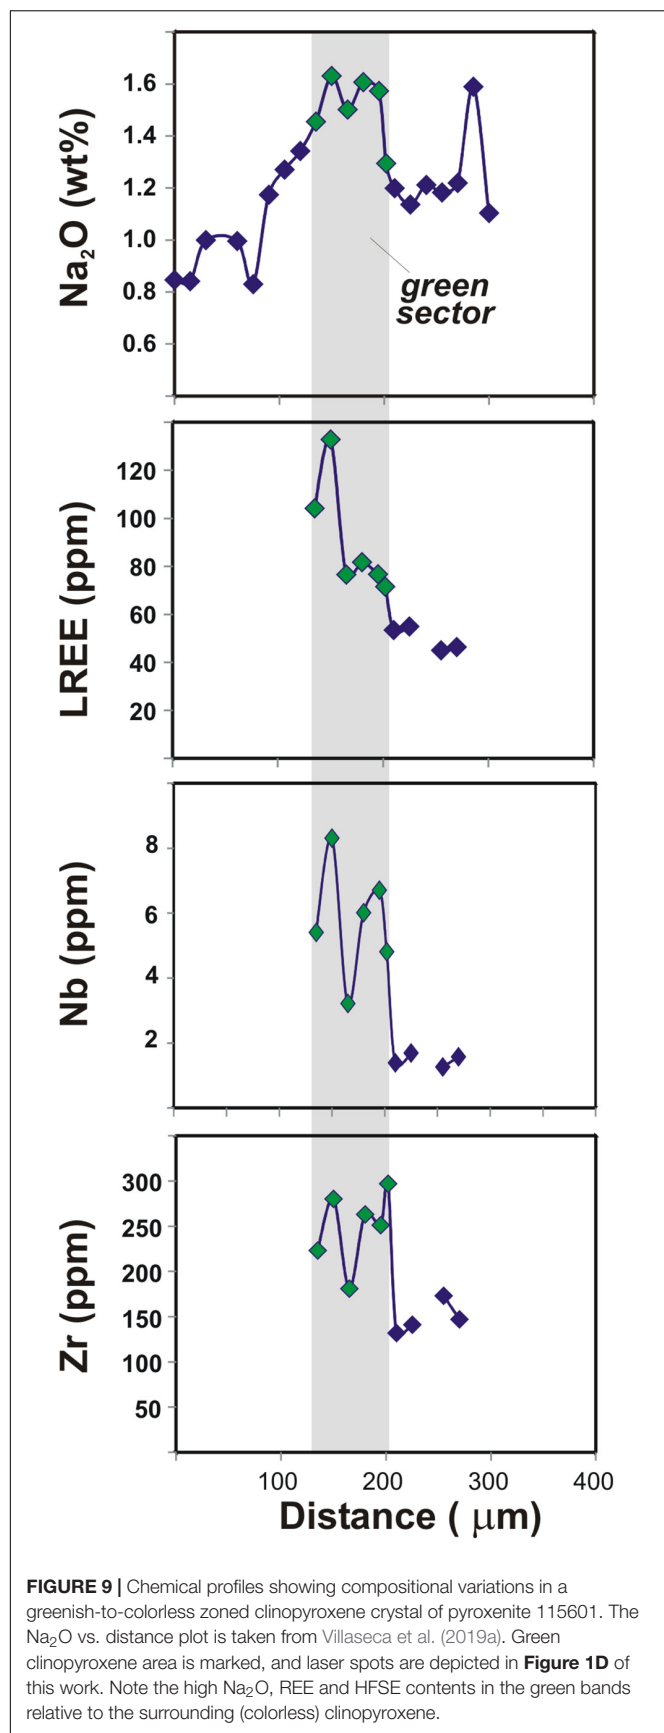 Na₂O (wt%)
1.6
1.4
1.2
1.0
0.8
0.6
green
sector
LREE (ppm)
120
100
80
60
40
20
Nb (ppm)
8
6
4
2
Zr (ppm)
300
250
200
150
100
50
100 200 300 400
Distance ( μm)
FIGURE 9 | Chemical profiles showing compositional variations in a
greenish-to-colorless zoned clinopyroxene crystal of pyroxenite 115601. The
Na₂O vs. distance plot is taken from Villaseca et al. (2019a). Green
clinopyroxene area is marked, and laser spots are depicted in Figure 1D of
this work. Note the high Na₂O, REE and HFSE contents in the green bands
relative to the surrounding (colorless) clinopyroxene.